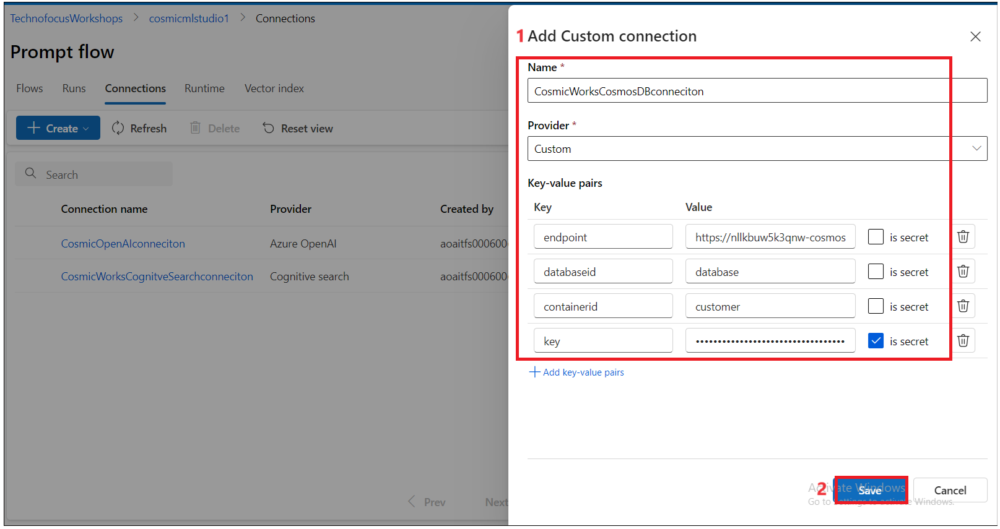 TechnofocusWorkshops > cosmicmlstudio1 > Connections
Prompt flow
Flows Runs Connections Runtime Vector index
Create Refresh Delete Reset view
Search
Connection name Provider Created by
CosmicOpenAIconneciton Azure OpenAI aoaitfs000600
CosmicWorksCognitveSearchconneciton Cognitive search aoaitfs000600
Prev Next
1 Add Custom connection
Name *
CosmicWorksCosmosDBconneciton
Provider *
Custom
Key-value pairs
Key Value
endpoint https://nllkbuw5k3qnw-cosmos is secret
databaseid database is secret
containerid customer is secret
key •••••••••••••••••••••••••••••••••• is secret
Add key-value pairs
Activate Windows
Go to Settings to activate Windows.
2 Save Cancel